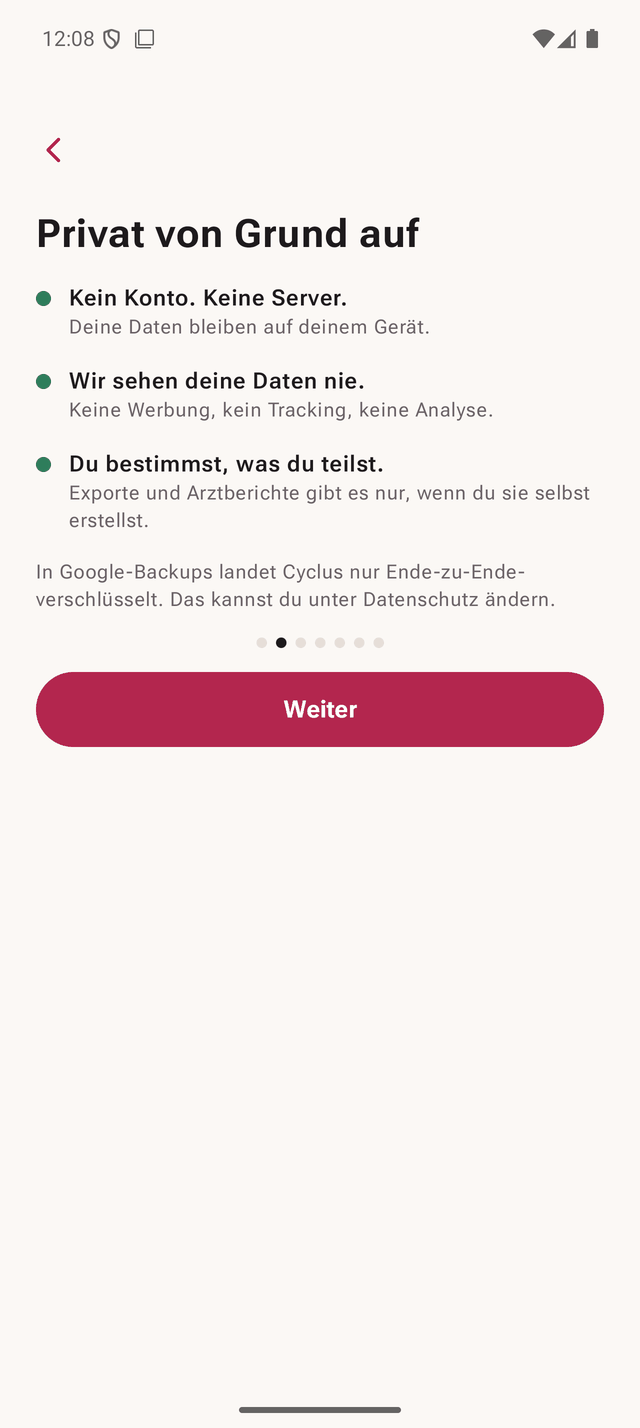 12:08
Privat von Grund auf
Kein Konto. Keine Server.
Deine Daten bleiben auf deinem Gerät.
Wir sehen deine Daten nie.
Keine Werbung, kein Tracking, keine Analyse.
Du bestimmst, was du teilst.
Exporte und Arztberichte gibt es nur, wenn du sie selbst
erstellst.
In Google-Backups landet Cyclus nur Ende-zu-Ende-
verschlüsselt. Das kannst du unter Datenschutz ändern.
Weiter